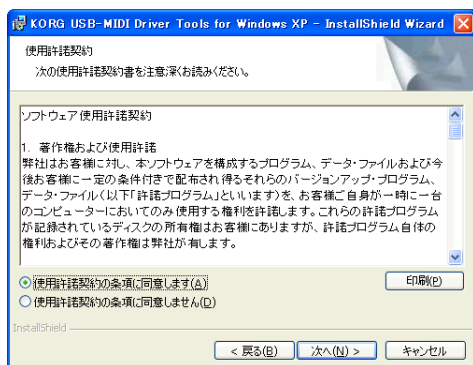 KORG USB-MIDI Driver Tools for Windows XP - InstallShield Wizard
使用許諾契約
次の使用許諾契約書を注意深くお読みください。
ソフトウェア使用許諾契約
1. 著作権および使用許諾
弊社はお客様に対し、本ソフトウェアを構成するプログラム、データ・ファイルおよび今
後お客様に一定の条件付きで配布され得るそれらのバージョンアップ・プログラム、
データ・ファイル(以下「許諾プログラム」といいます)を、お客様ご自身が一時に一台
のコンピューターにおいてのみ使用する権利を許諾します。これらの許諾プログラム
が記録されているディスクの所有権はお客様にありますが、許諾プログラム自体の
権利およびその著作権は弊社が有します。
使用許諾契約の条項に同意します(A)
印刷(P)
使用許諾契約の条項に同意しません(D)
InstallShield
< 戻る(B) 次へ(N) > キャンセル